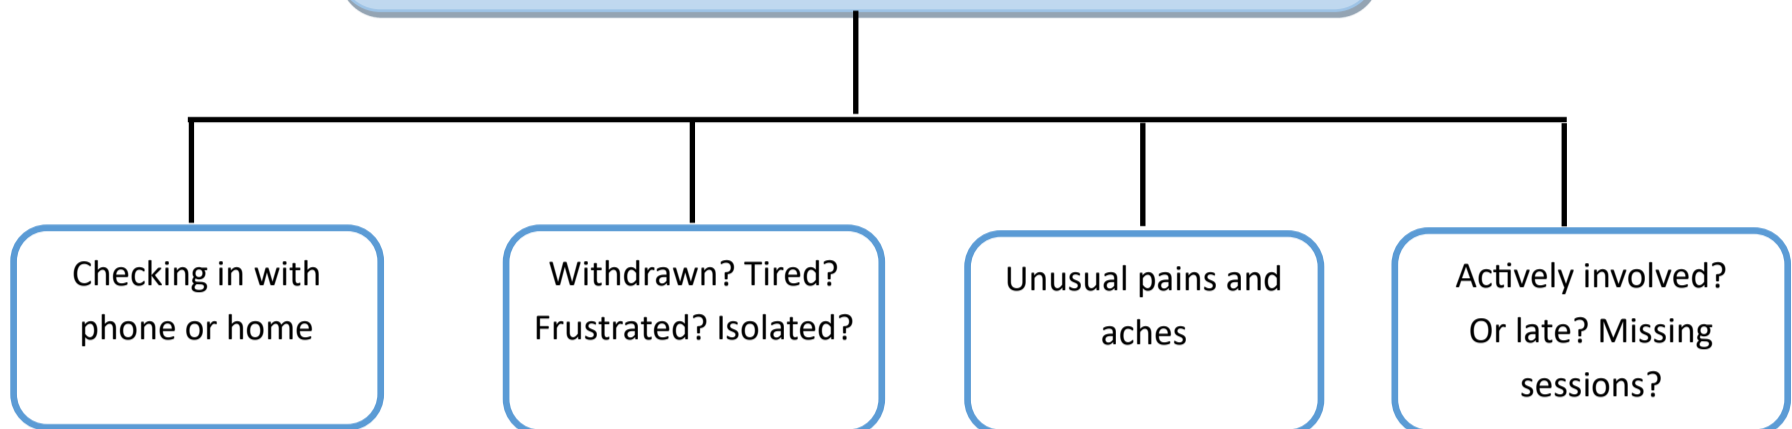 Checking in with
phone or home
Withdrawn? Tired?
Frustrated? Isolated?
Unusual pains and
aches
Actively involved?
Or late? Missing
sessions?